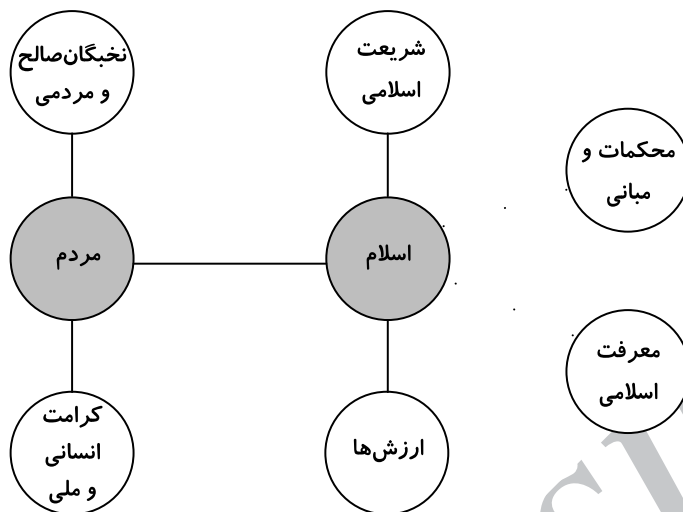 شریعت
اسلامی
نخبگان‌صالح
و مردمی
محکمات و
مبانی
اسلام
مردم
معرفت
اسلامی
ارزش‌ها
کرامت
انسانی
و ملی